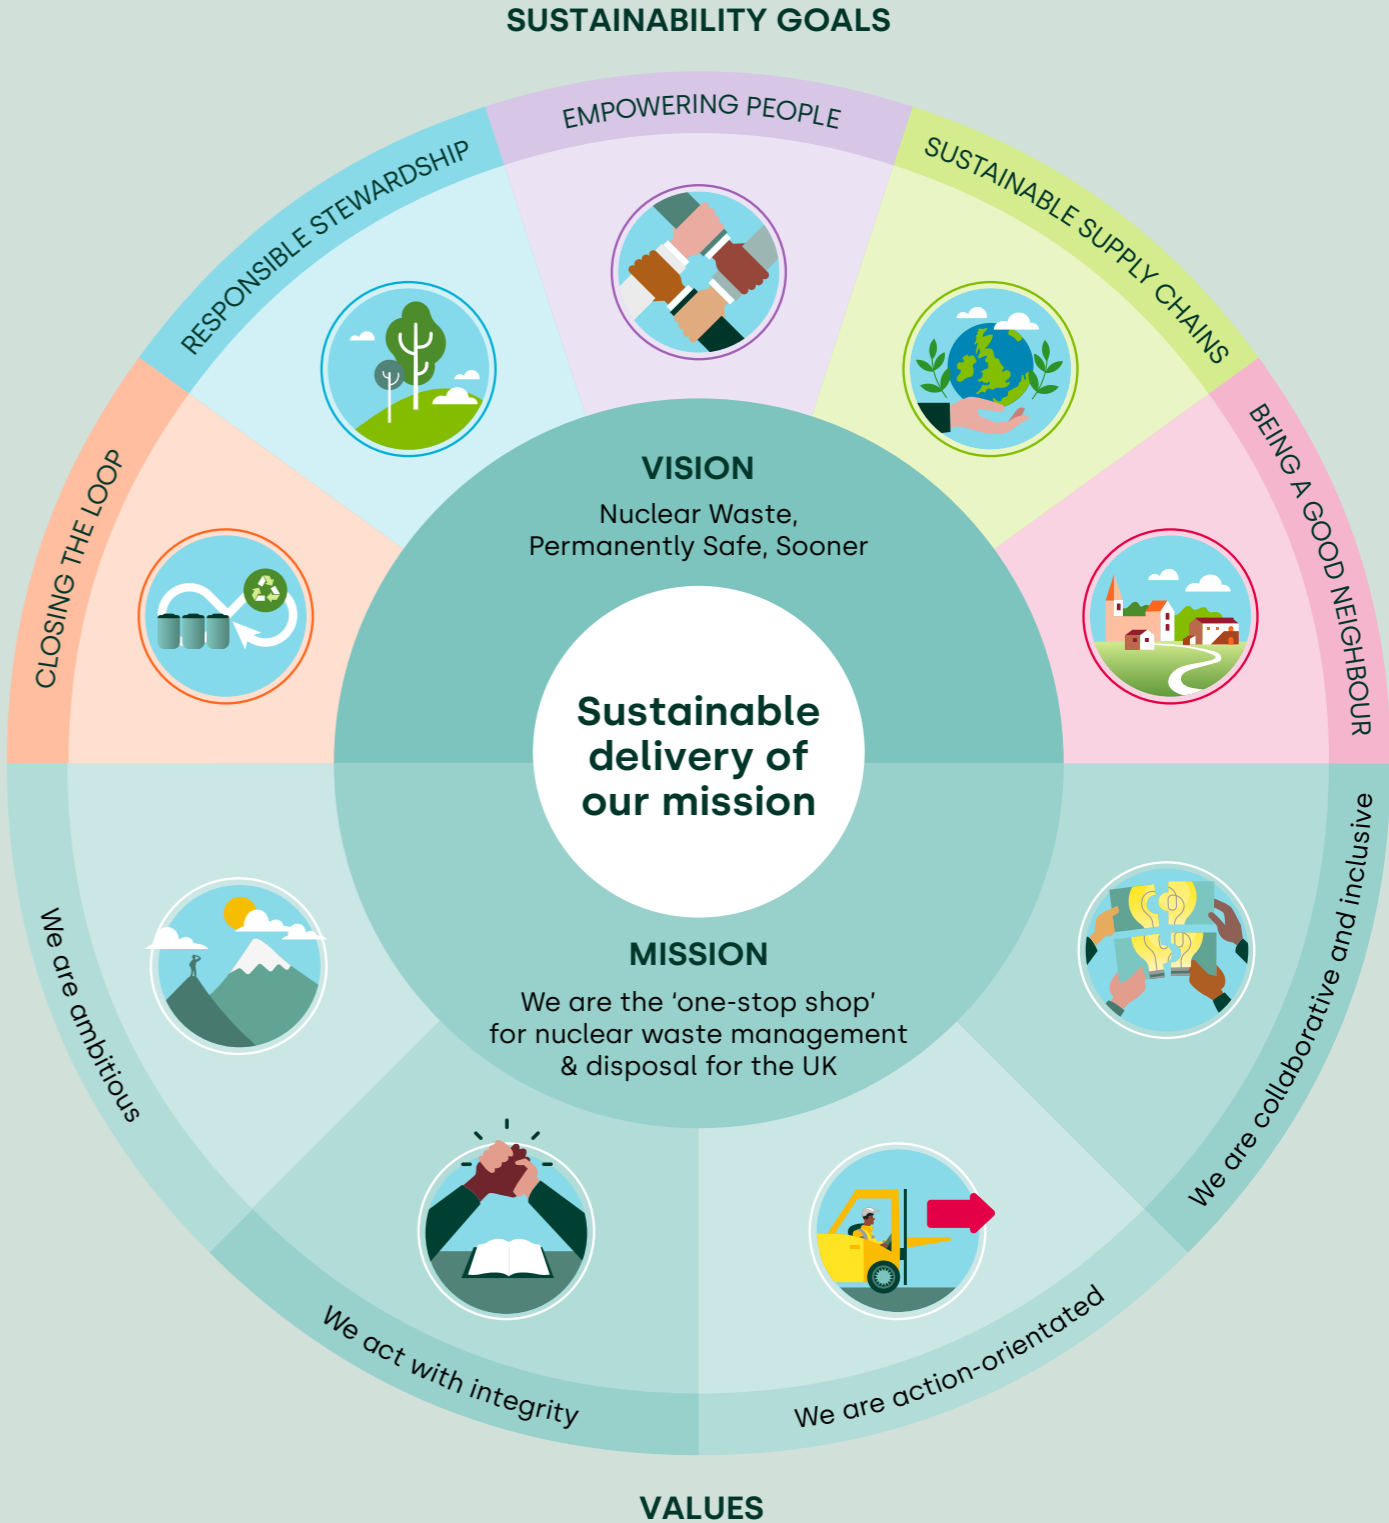 SUSTAINABILITY GOALS
CLOSING THE LOOP
RESPONSIBLE STEWARDSHIP
EMPOWERING PEOPLE
SUSTAINABLE SUPPLY CHAINS
BEING A GOOD NEIGHBOUR
VISION
Nuclear Waste,
Permanently Safe, Sooner
Sustainable
delivery of
our mission
MISSION
We are the ‘one-stop shop’
for nuclear waste management
& disposal for the UK
We are ambitious
We act with integrity
We are action-orientated
We are collaborative and inclusive
VALUES